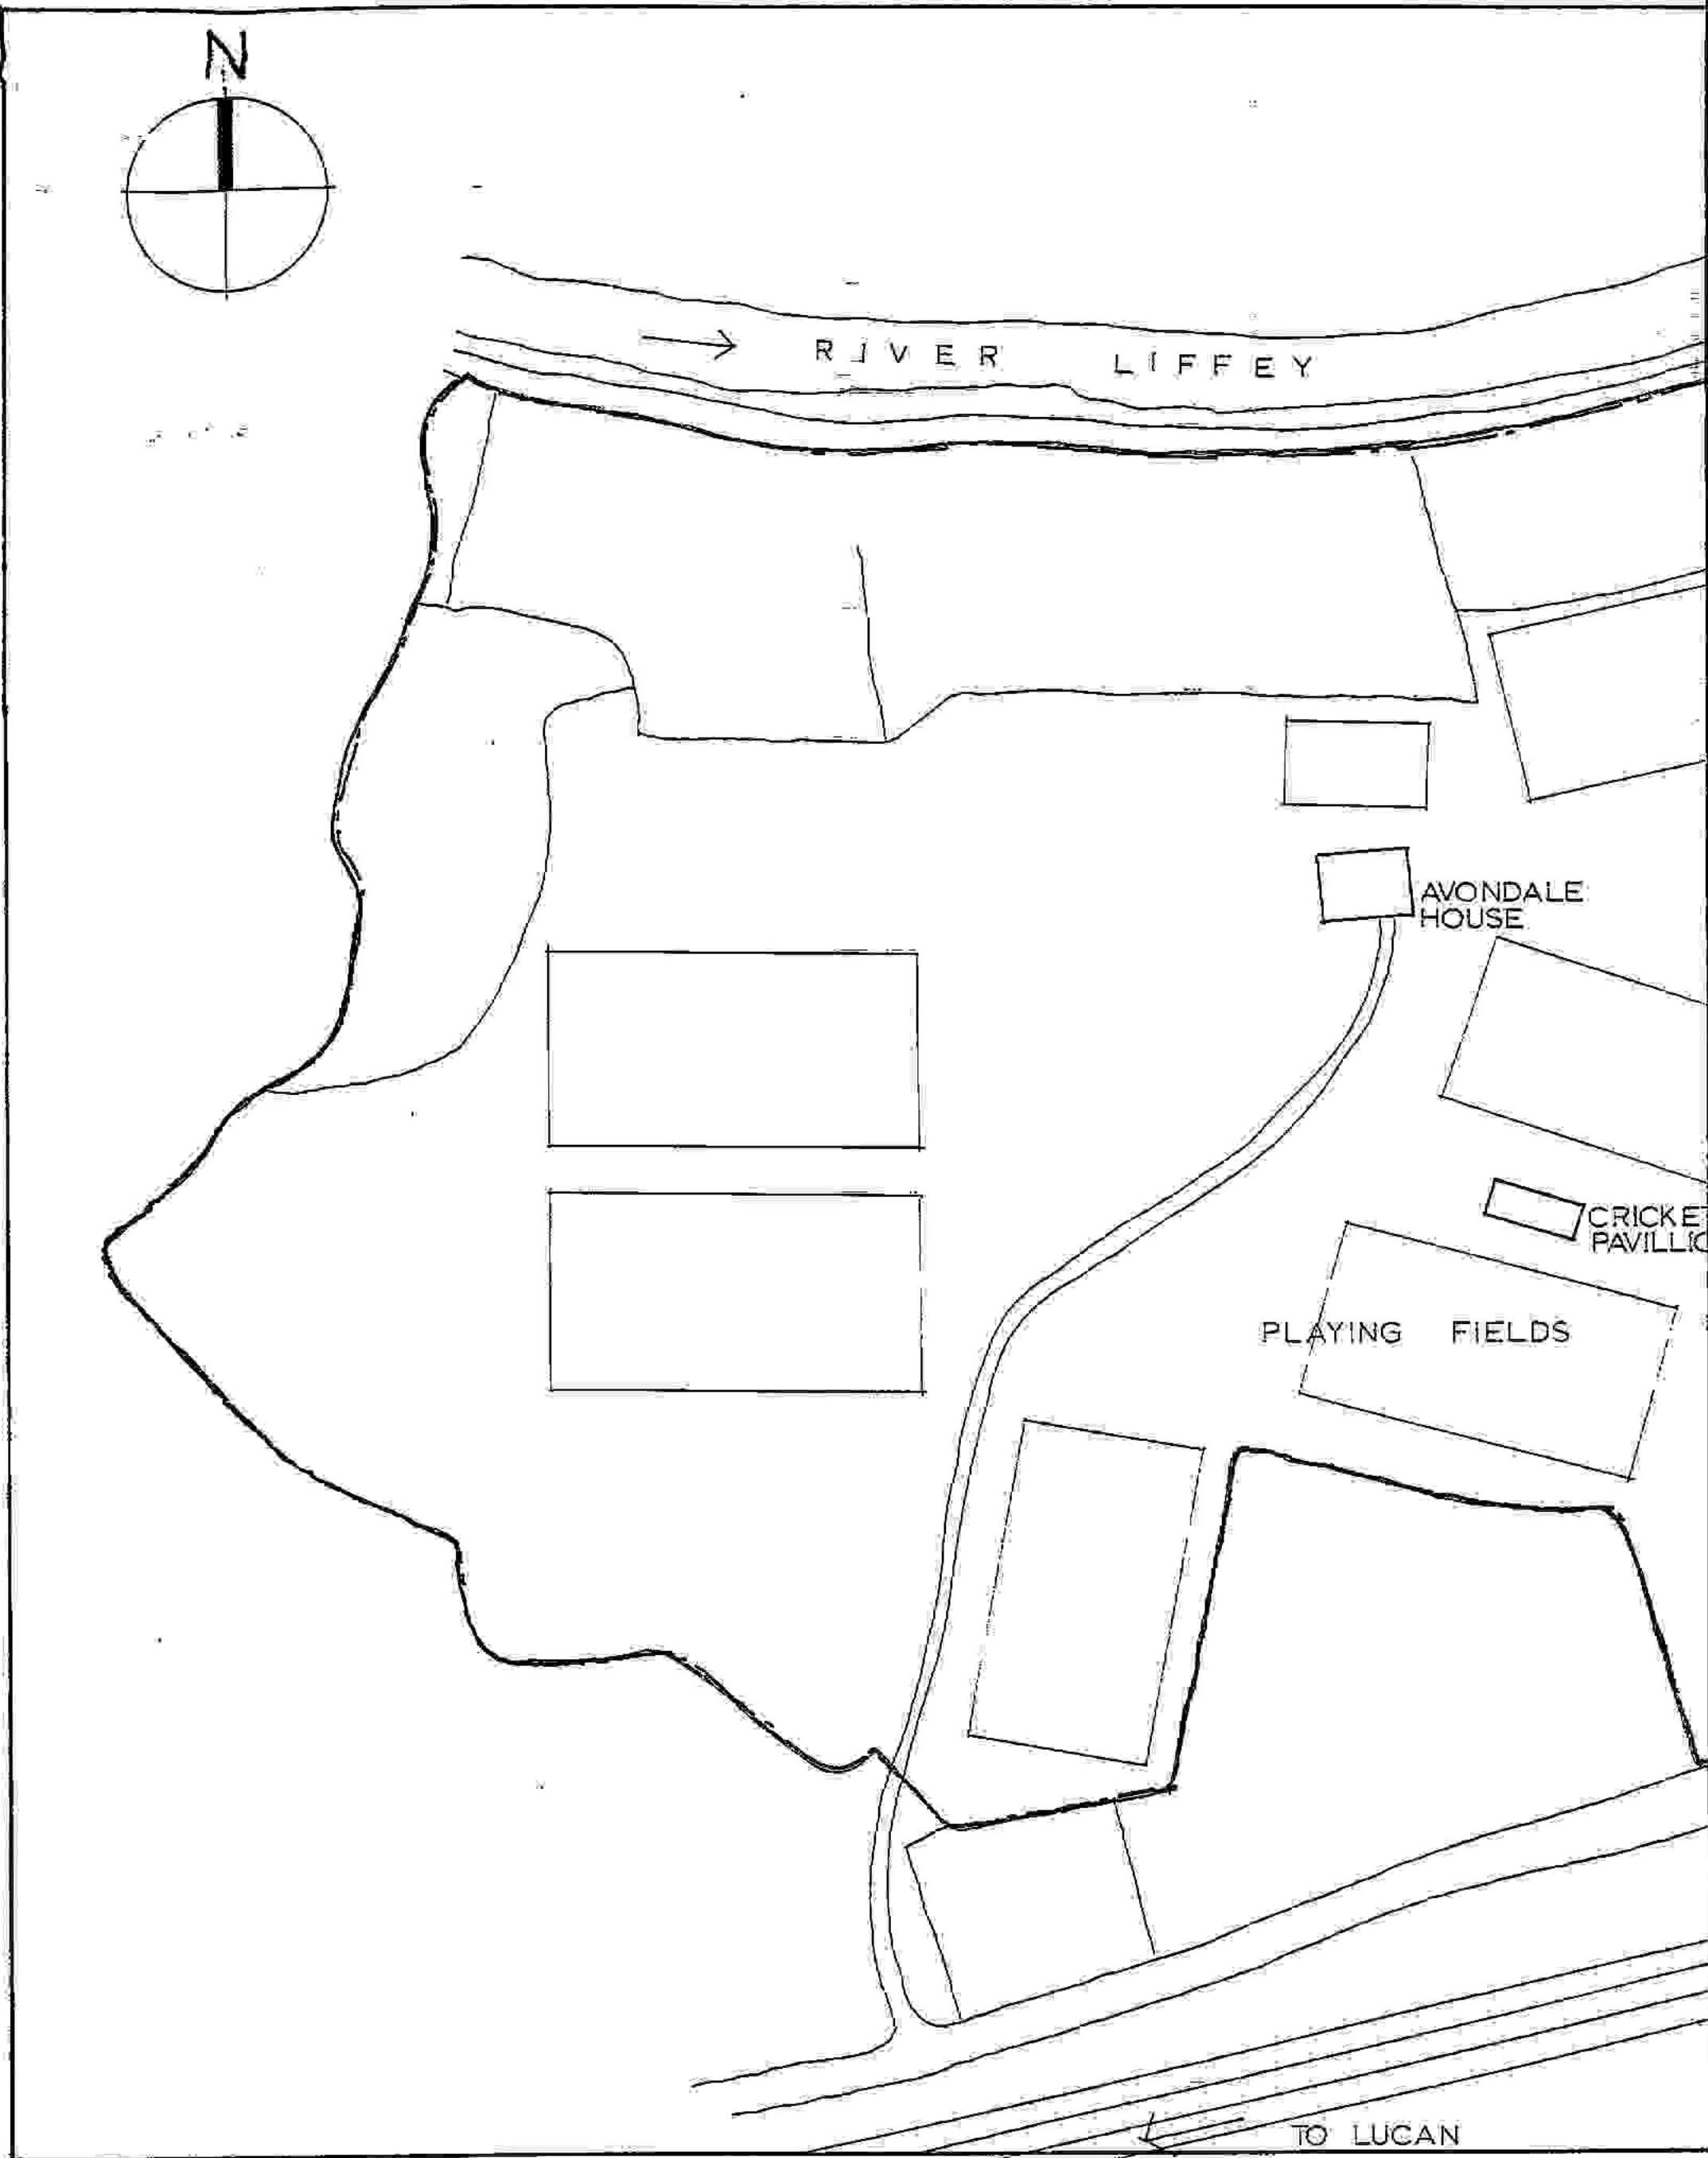 N
RIVER LIFFEY
AVONDALE
HOUSE
CRICKET
PAVILLIO
PLAYING FIELDS
TO LUCAN